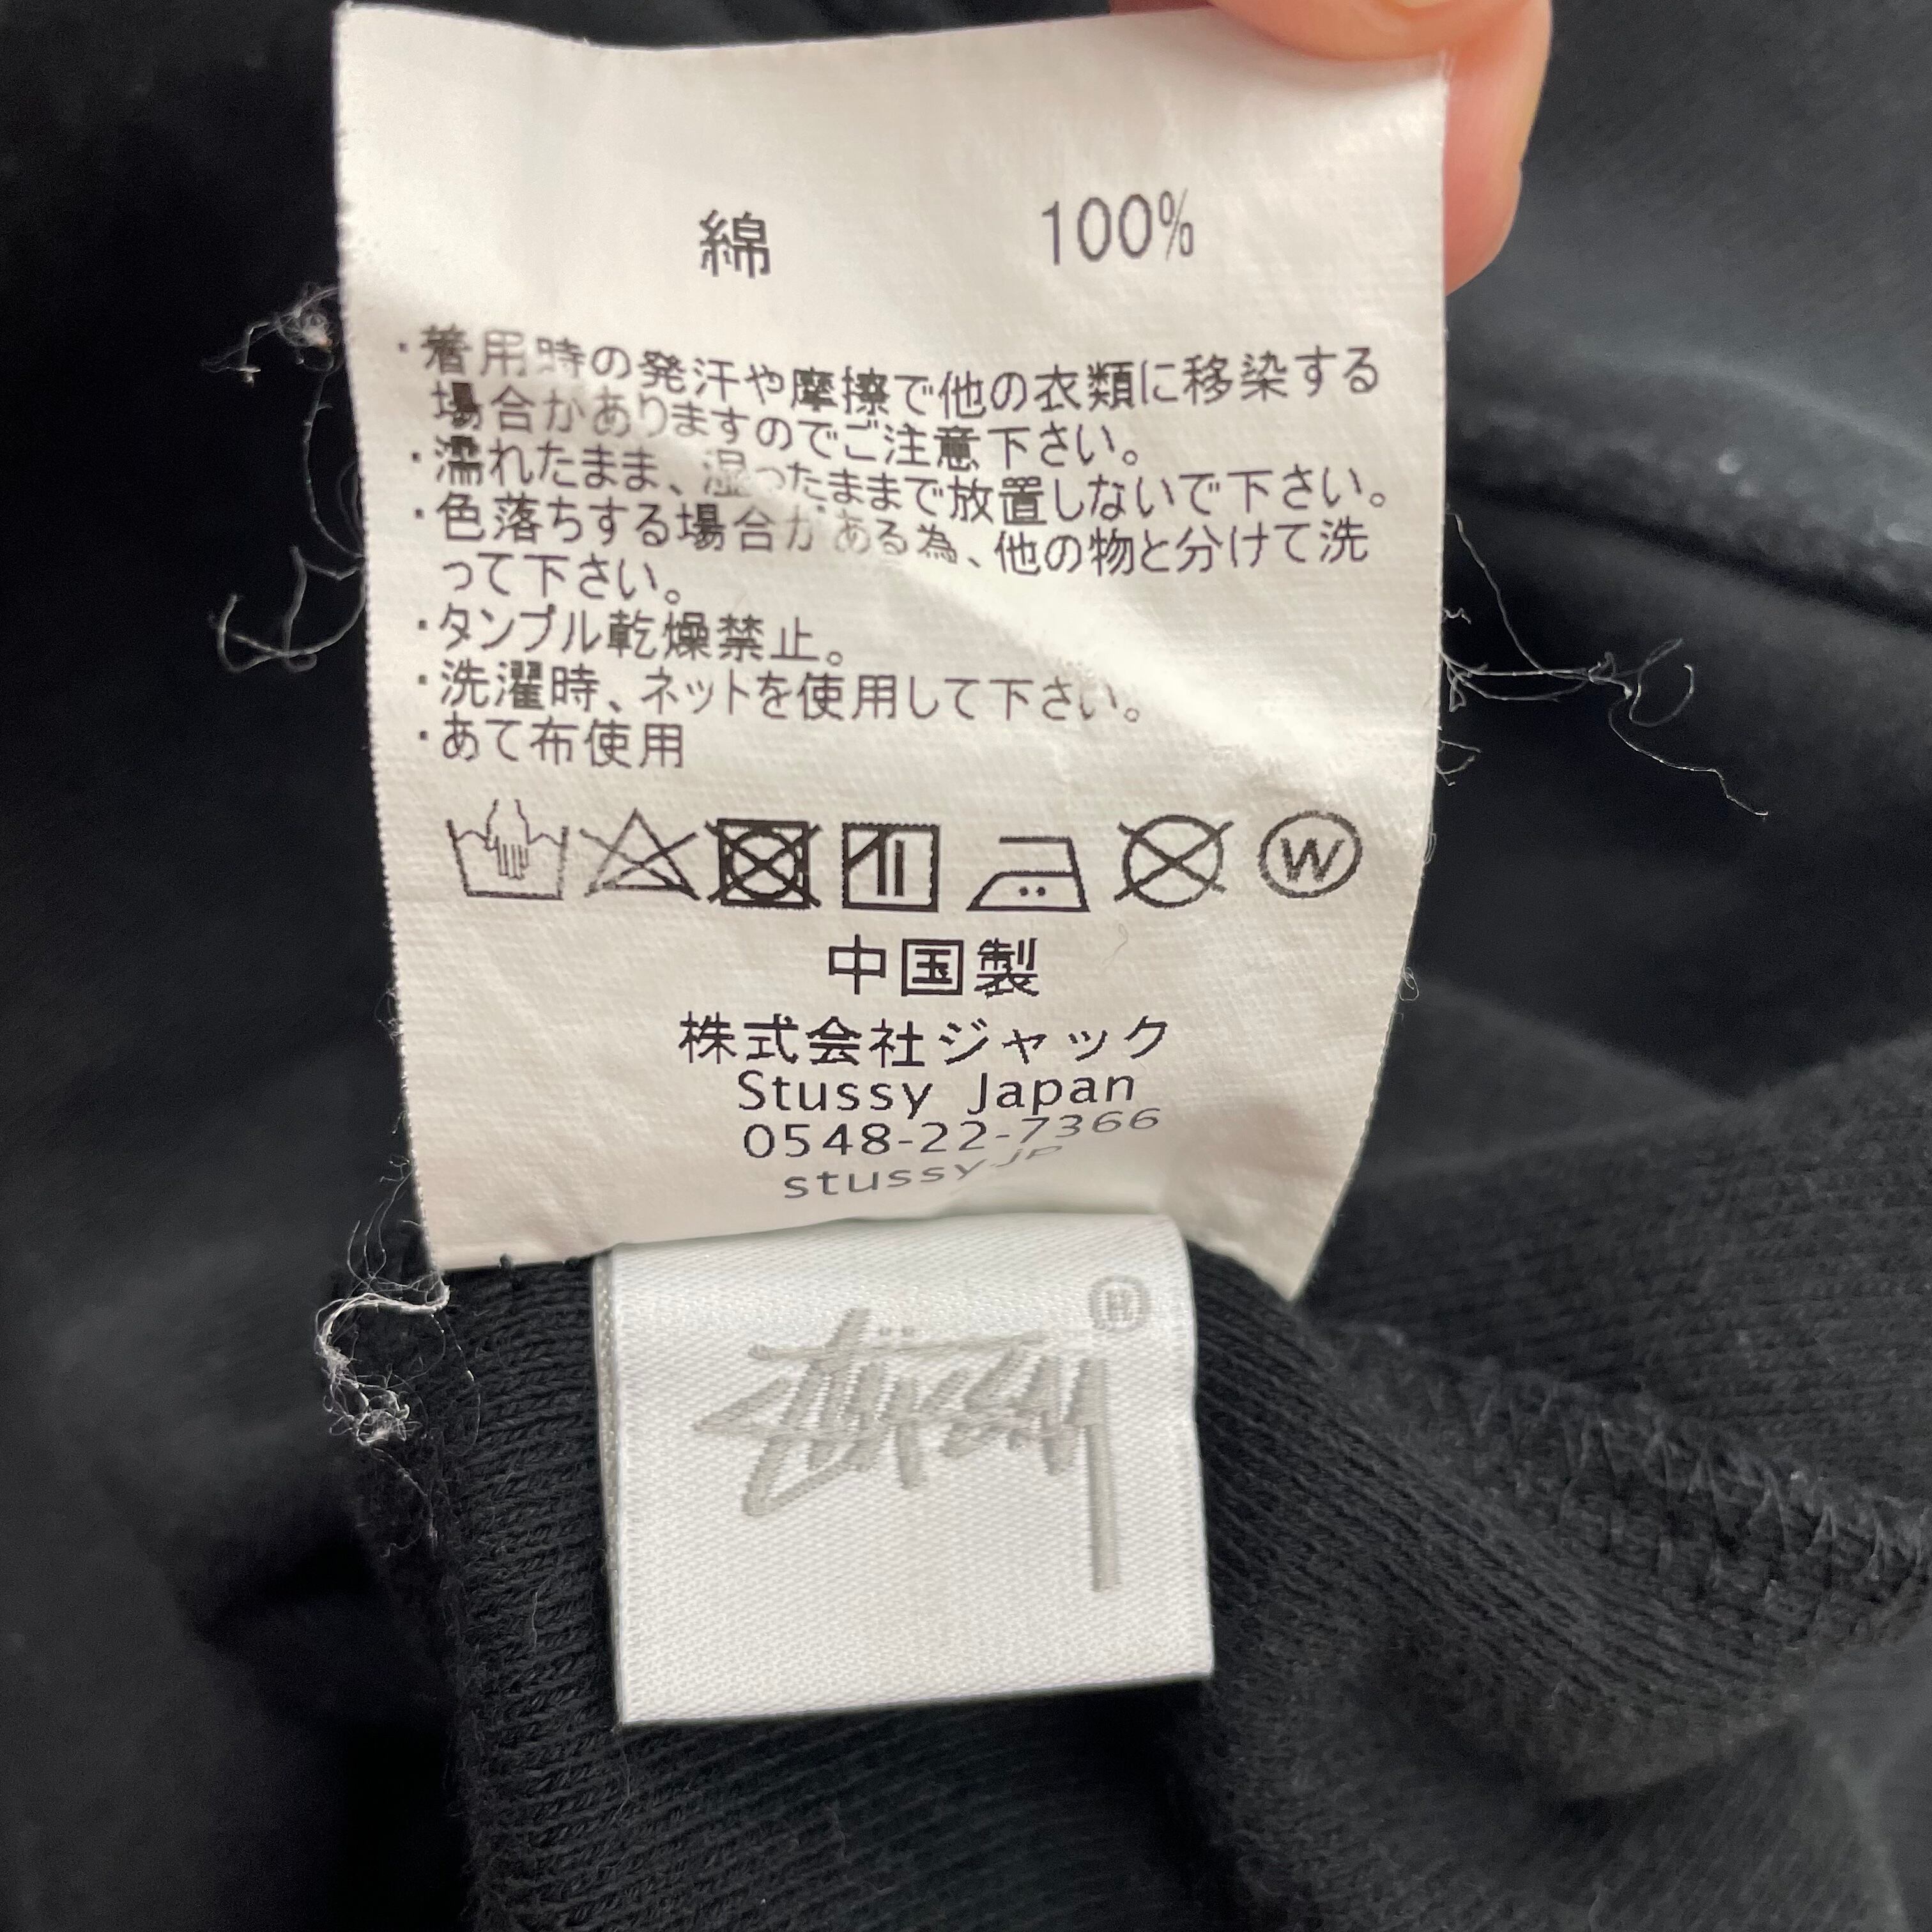 綿 100%
・着用時の発汗や摩擦で他の衣類に移染する
場合がありますのでご注意下さい。
・濡れたまま、湿ったままで放置しないで下さい。
・色落ちする場合がある為、他の物と分けて洗
って下さい。
・タンブル乾燥禁止。
・洗濯時、ネットを使用して下さい。
・あて布使用
W
中国製
株式会社ジャック
Stussy Japan
0548-22-7366
stussyjp
Stüssy ®